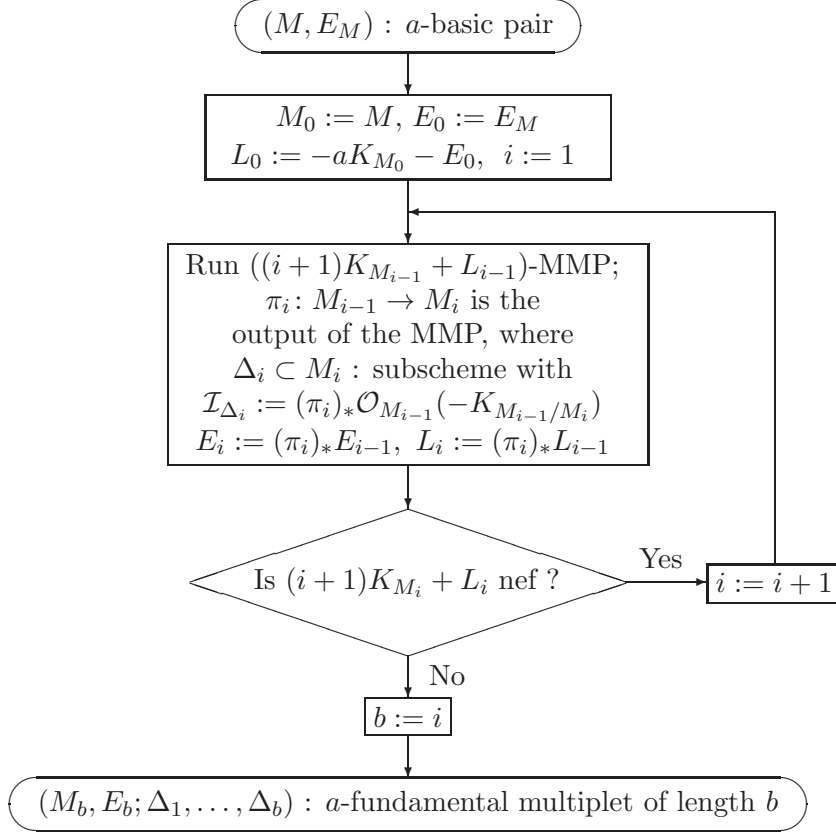 (M, E_M) : a-basic pair
M_0 := M, E_0 := E_M
L_0 := −aK_{M_0} − E_0, i := 1
Run ((i + 1)K_{M_{i−1}} + L_{i−1})-MMP;
π_i : M_{i−1} → M_i is the
output of the MMP, where
Δ_i ⊂ M_i : subscheme with
𝓘_{Δ_i} := (π_i)_*𝓞_{M_{i−1}}(−K_{M_{i−1}/M_i})
E_i := (π_i)_*E_{i−1}, L_i := (π_i)_*L_{i−1}
Is (i + 1)K_{M_i} + L_i nef ?
Yes
i := i + 1
No
b := i
(M_b, E_b; Δ_1, . . . , Δ_b) : a-fundamental multiplet of length b